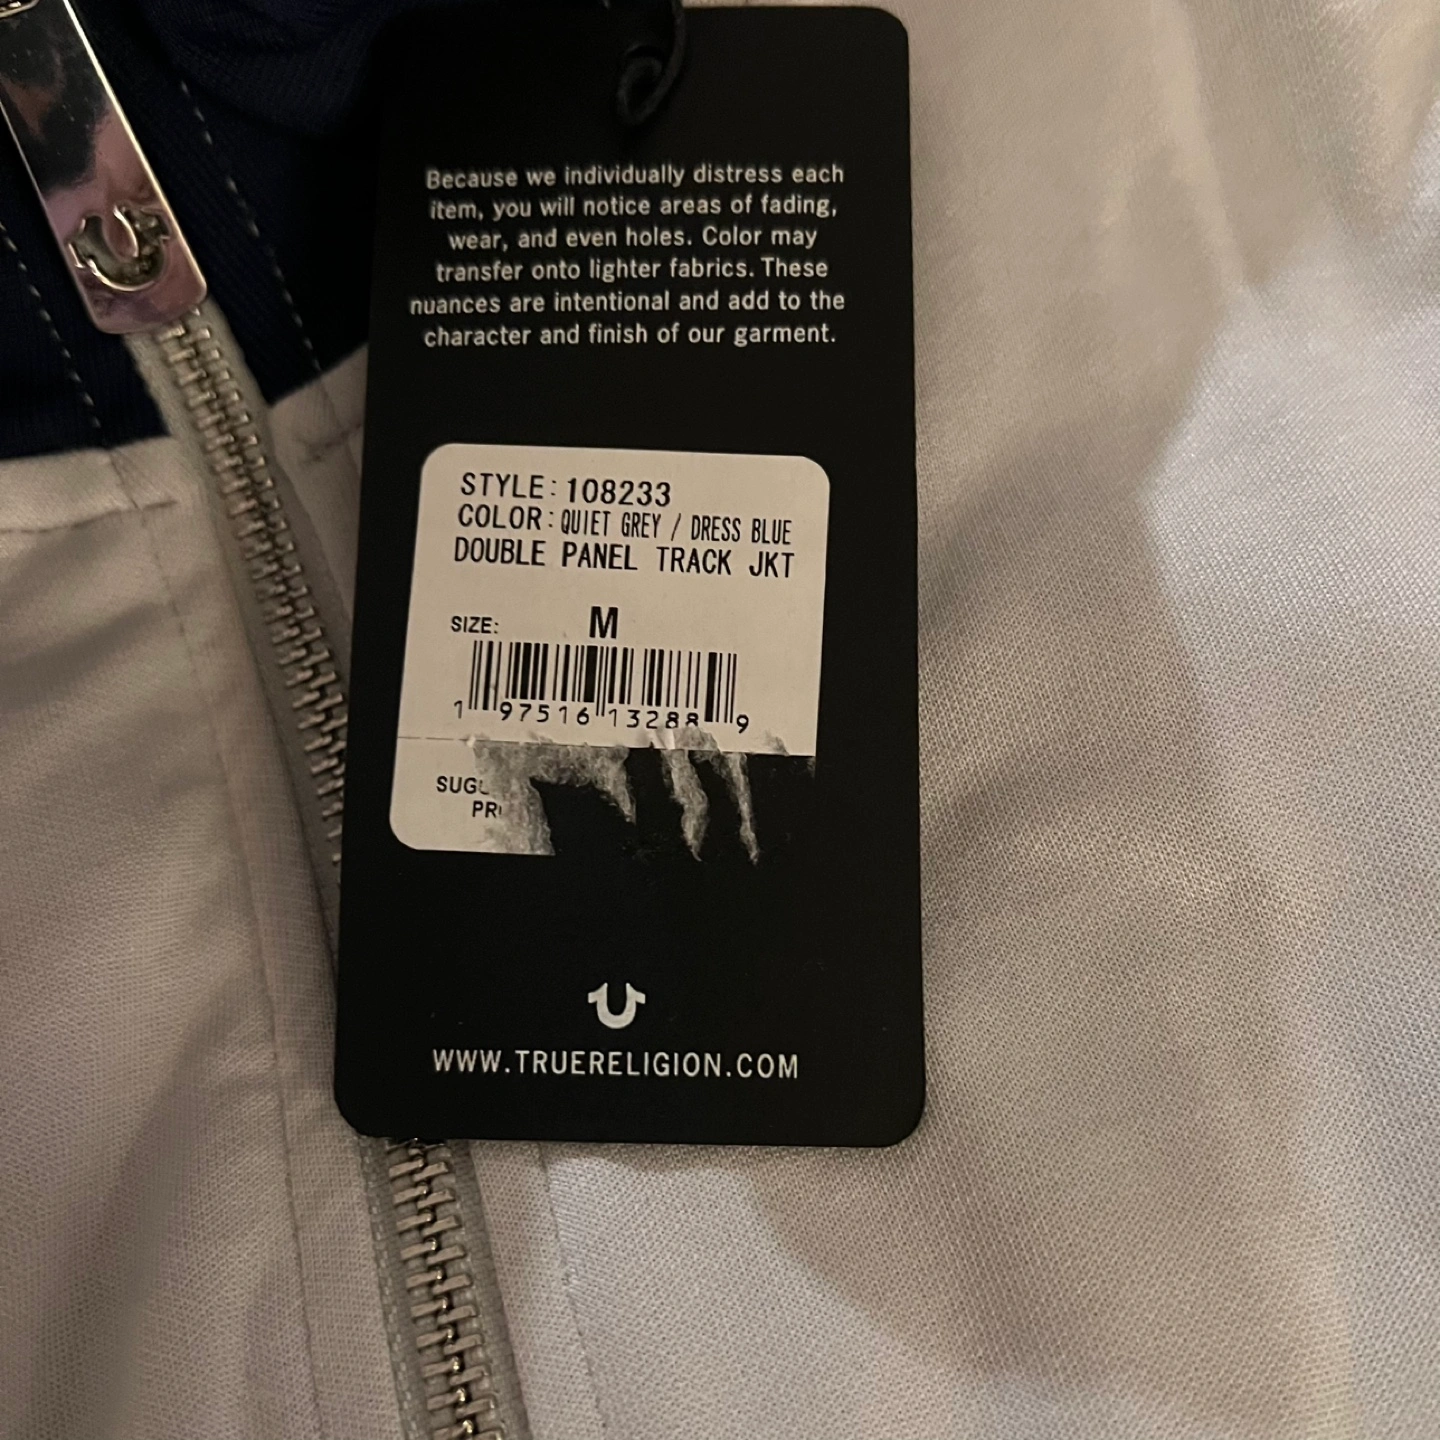 Because we individually distress each
item, you will notice areas of fading,
wear, and even holes. Color may
transfer onto lighter fabrics. These
nuances are intentional and add to the
character and finish of our garment.
STYLE: 108233
COLOR: QUIET GREY / DRESS BLUE
DOUBLE PANEL TRACK JKT
SIZE: M
1 97516 13288 9
WWW.TRUERELIGION.COM